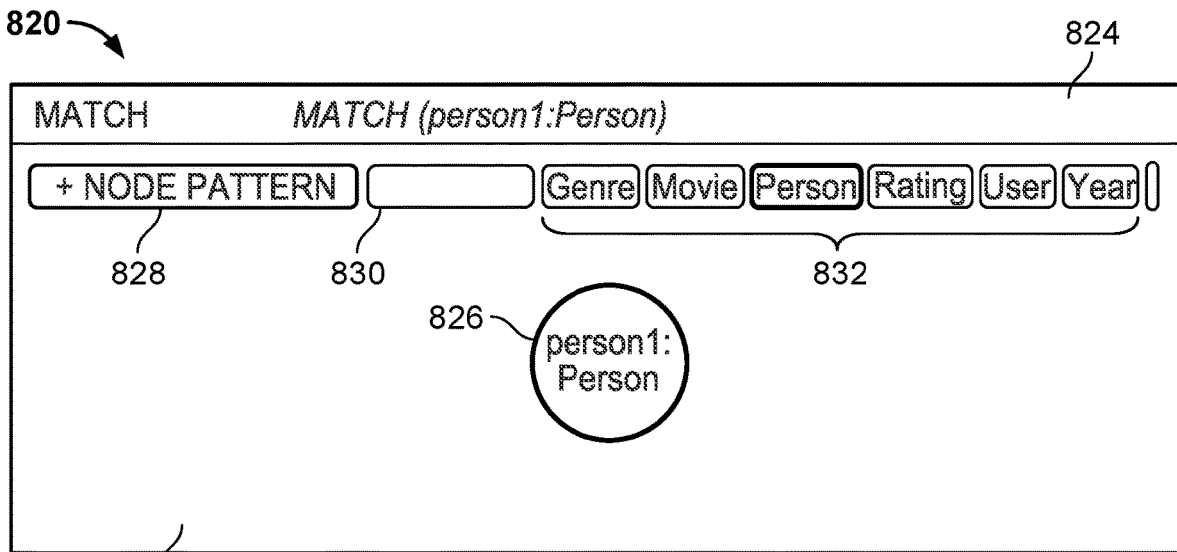 820
824
MATCH MATCH (person1:Person)
+ NODE PATTERN Genre Movie Person Rating User Year
828 830 832
826
person1:
Person